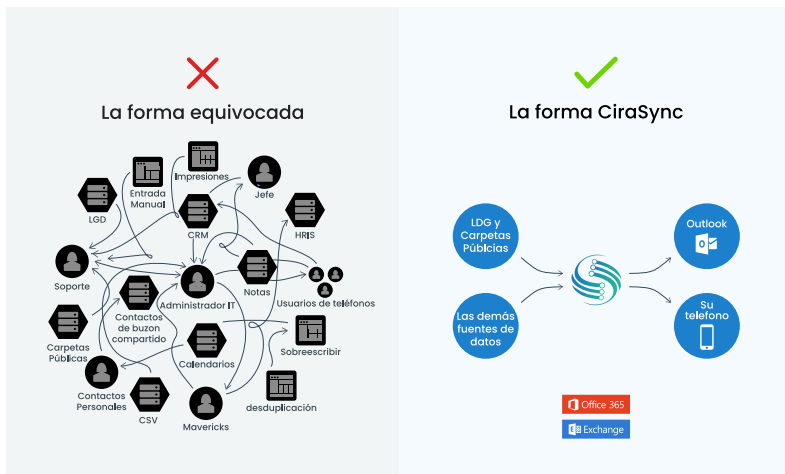 La forma equivocada
Impresiones
Entrada
Manual
Jefe
LGD
CRM
HRIS
Soporte
Administrador IT
Notas
Usuarios de teléfonos
Contactos
de buzon
compartido
Carpetas
Públicas
Calendarios
Sobreescribir
Contactos
Personales
CSV
Mavericks
desduplicación
La forma CiraSync
LDG y
Carpetas
Púbicias
Outlook
Las demás
fuentes de
datos
Su
telefono
Office 365
Exchange